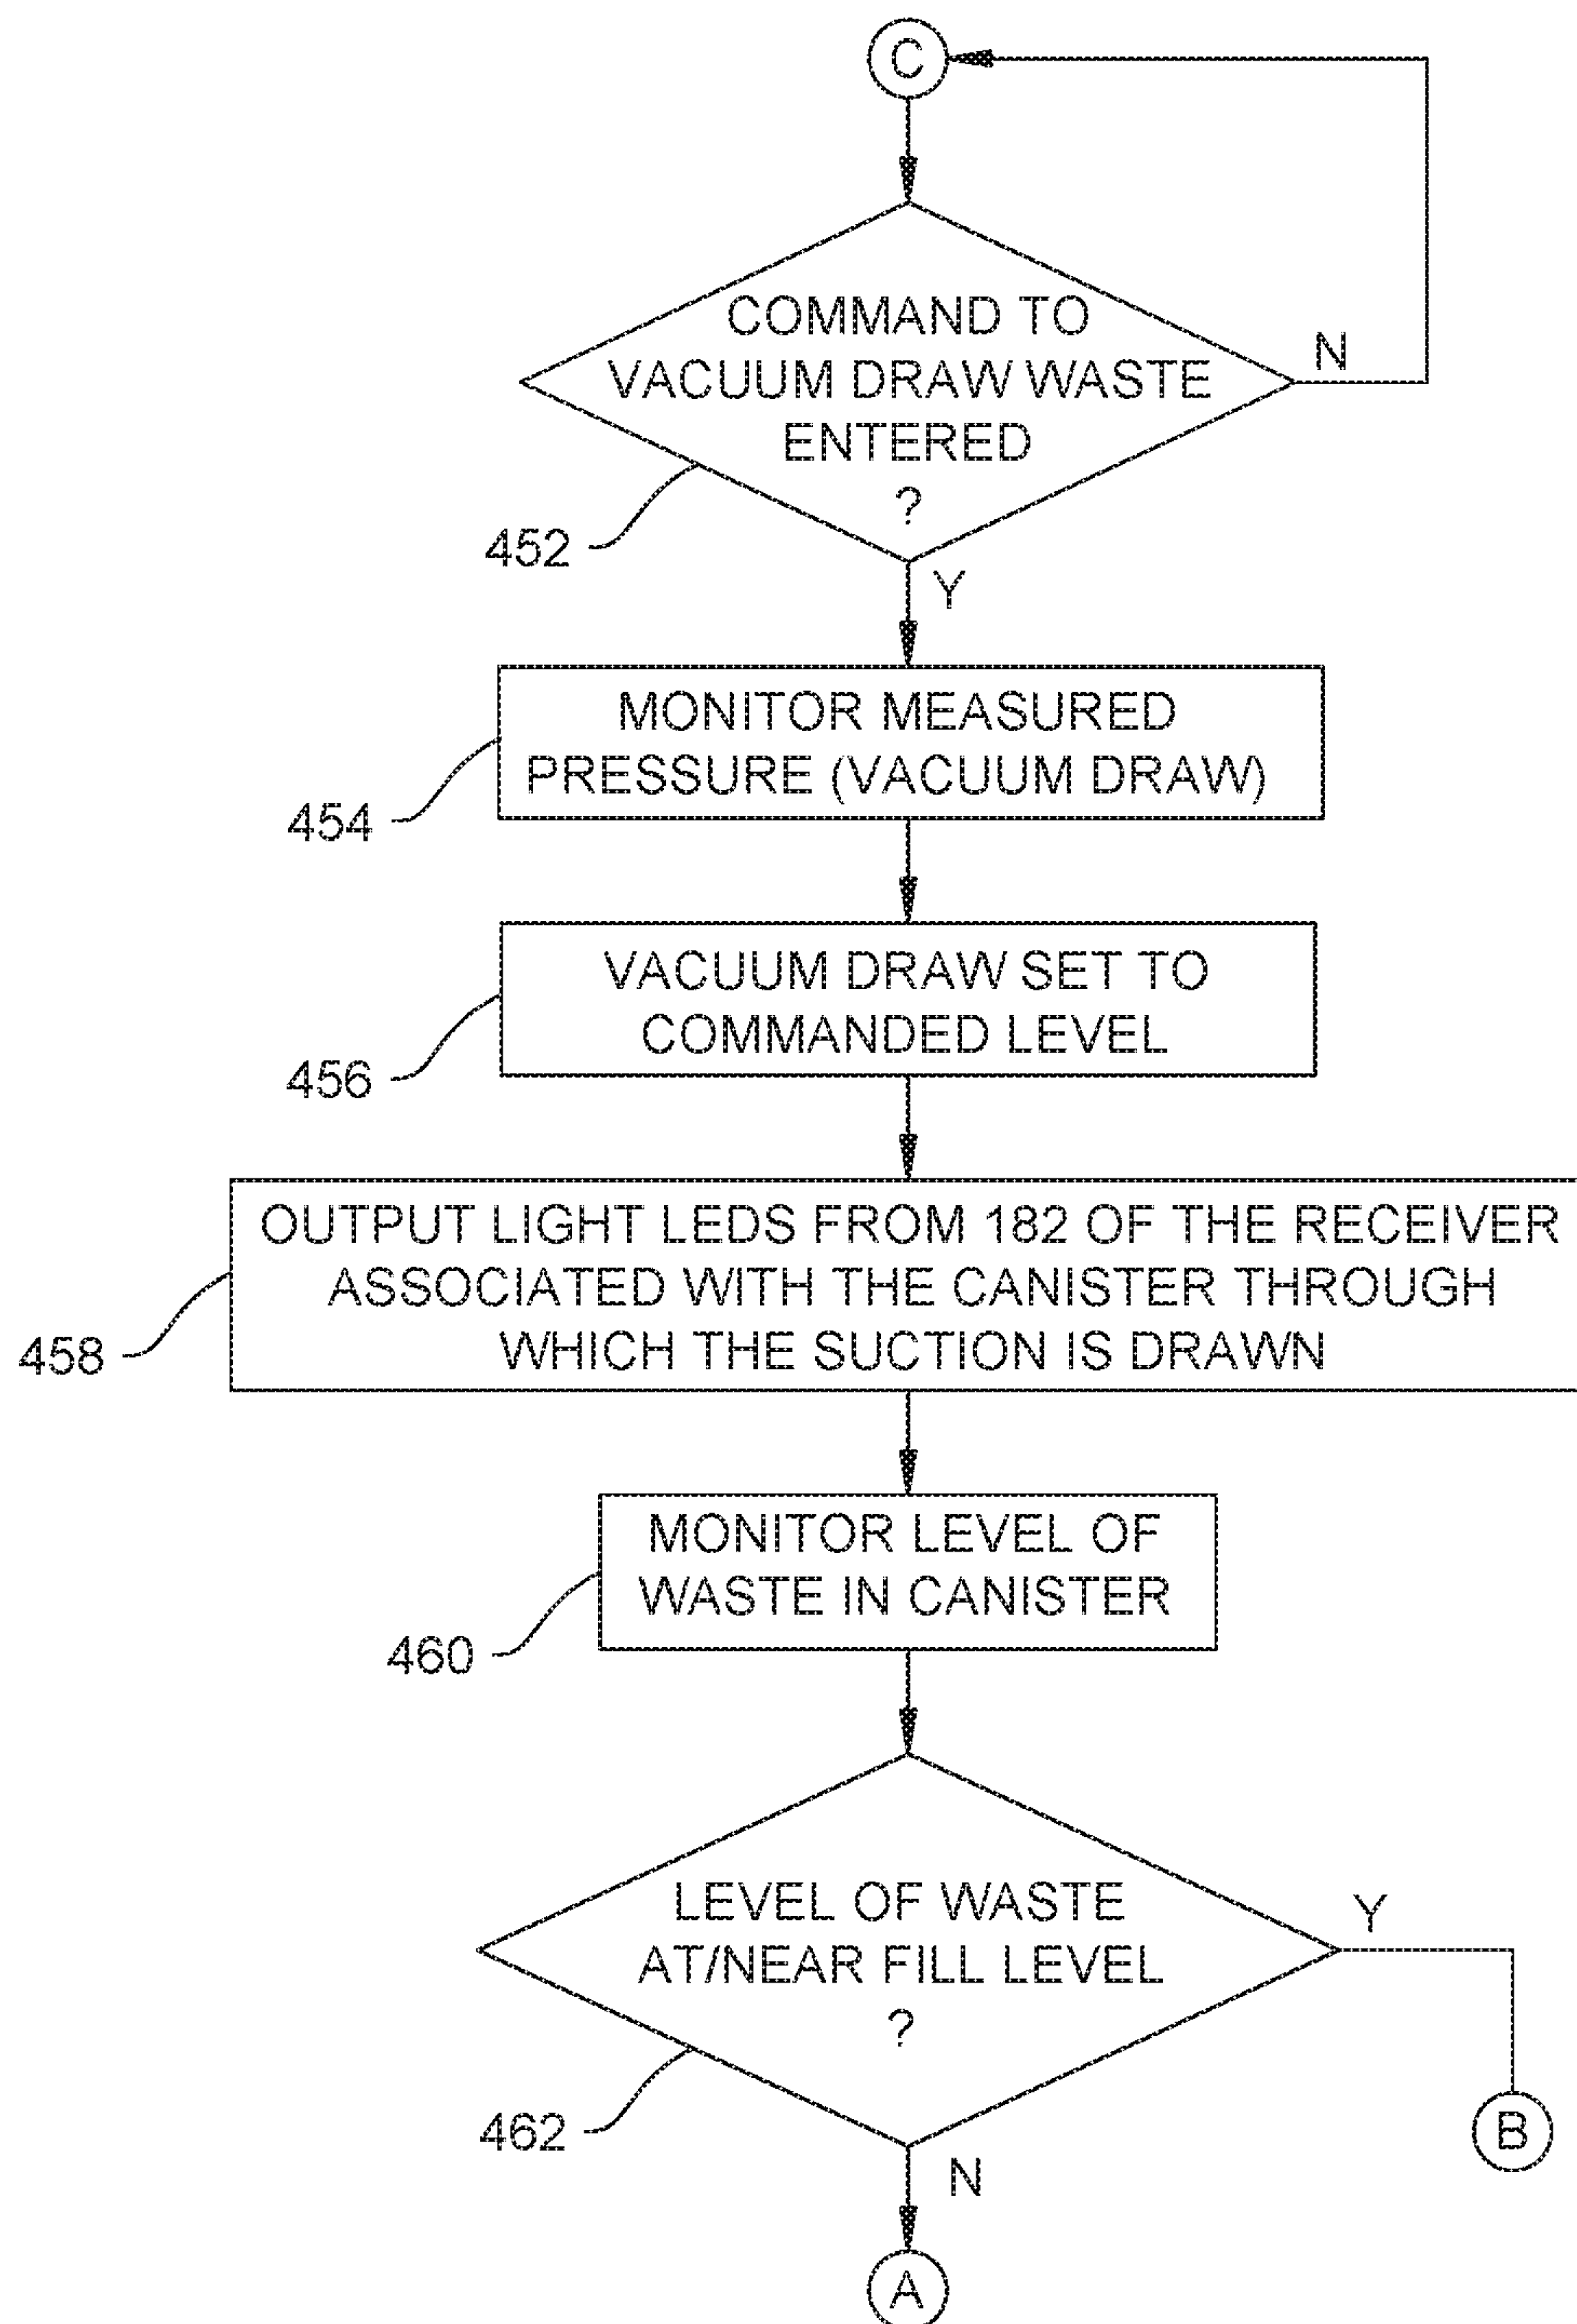 C
COMMAND TO
VACUUM DRAW WASTE
ENTERED
?
N
452
Y
MONITOR MEASURED
PRESSURE (VACUUM DRAW)
454
VACUUM DRAW SET TO
COMMANDED LEVEL
456
OUTPUT LIGHT LEDS FROM 182 OF THE RECEIVER
ASSOCIATED WITH THE CANISTER THROUGH
WHICH THE SUCTION IS DRAWN
458
MONITOR LEVEL OF
WASTE IN CANISTER
460
LEVEL OF WASTE
AT/NEAR FILL LEVEL
?
Y
462
B
N
A